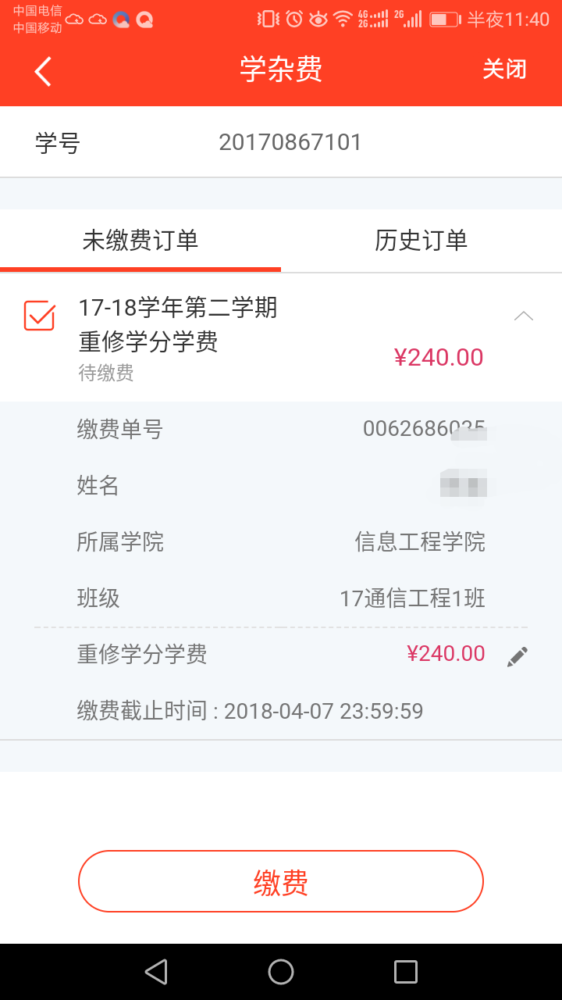 中国电信
中国移动
4G
2G
2G
半夜11:40
学杂费
关闭
学号
20170867101
未缴费订单
历史订单
17-18学年第二学期
重修学分学费
待缴费
¥240.00
缴费单号
0062686035
姓名
所属学院
信息工程学院
班级
17通信工程1班
重修学分学费
¥240.00
缴费截止时间 : 2018-04-07 23:59:59
缴费